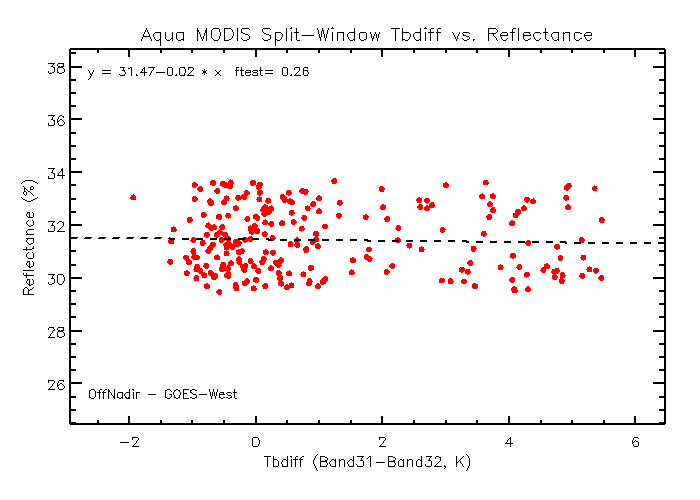 Aqua MODIS Split-Window Tbdiff vs. Reflectance
y = 31.47-0.02 * x  ftest= 0.26
38
36
34
32
30
28
26
Reflectance (%)
OffNadir - GOES-West
-2 0 2 4 6
Tbdiff (Band31-Band32, K)